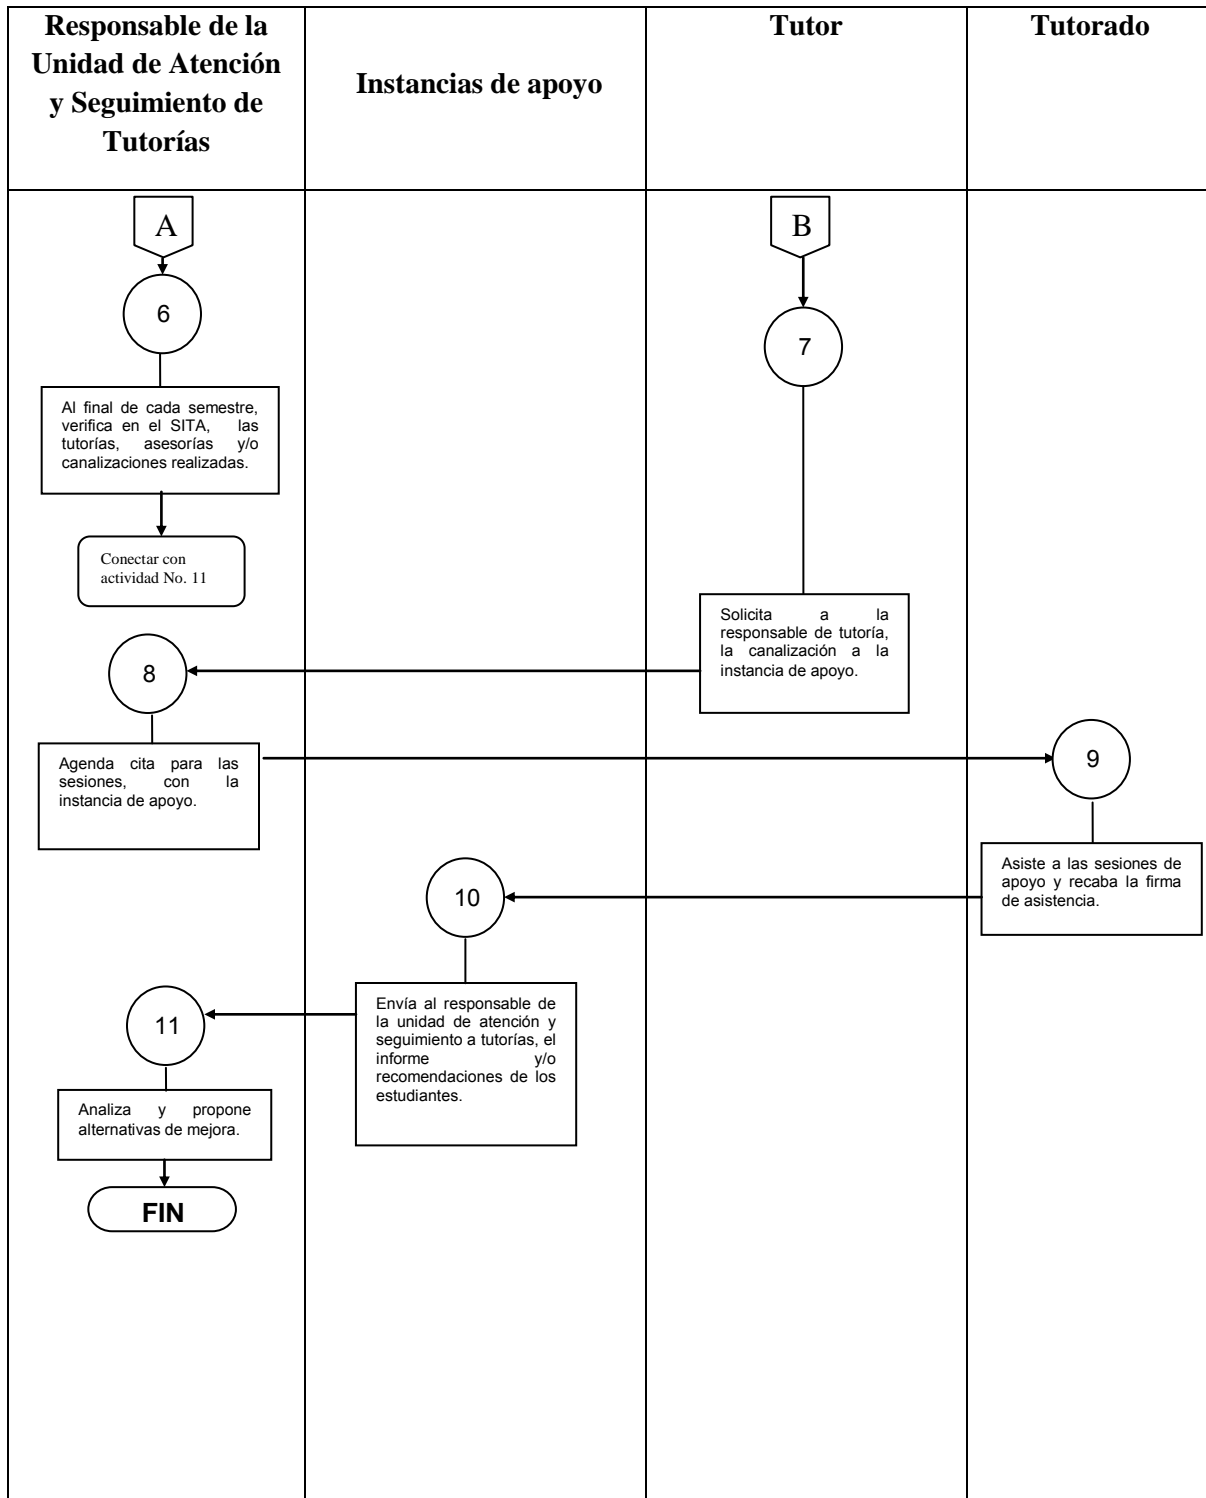 Responsable de la
Unidad de Atención
y Seguimiento de
Tutorías
Instancias de apoyo
Tutor
Tutorado
A
6
Al final de cada semestre,
verifica en el SITA, las
tutorías, asesorías y/o
canalizaciones realizadas.
Conectar con
actividad No. 11
B
7
Solicita a la
responsable de tutoría,
la canalización a la
instancia de apoyo.
8
Agenda cita para las
sesiones, con la
instancia de apoyo.
9
Asiste a las sesiones de
apoyo y recaba la firma
de asistencia.
10
Envía al responsable de
la unidad de atención y
seguimiento a tutorías, el
informe y/o
recomendaciones de los
estudiantes.
11
Analiza y propone
alternativas de mejora.
FIN